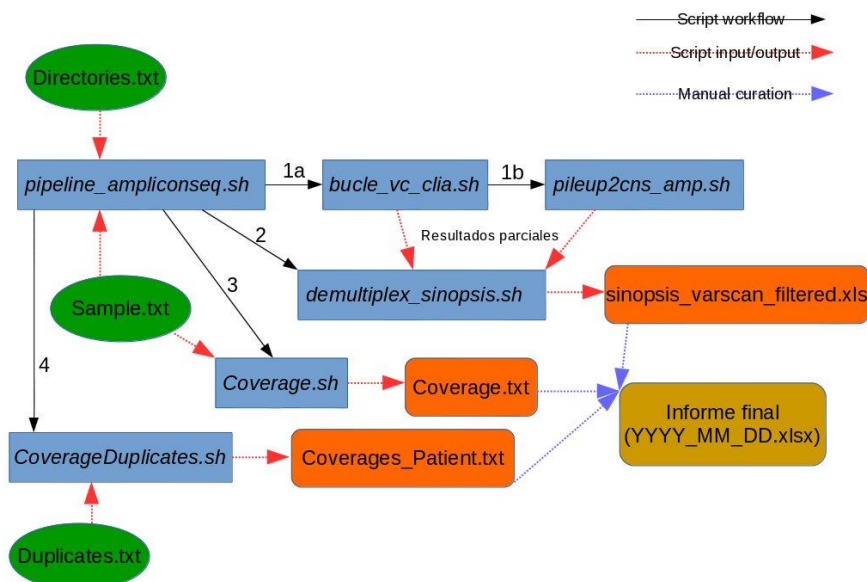 Script workflow
Directories.txt
Script input/output
Manual curation
pipeline_ampliconseq.sh
1a
bucle_vc_clia.sh
1b
pileup2cns_amp.sh
2
Resultados parciales
3
demultiplex_sinopsis.sh
sinopsis_varscan_filtered.xls
Sample.txt
4
Coverage.sh
Coverage.txt
Informe final
(YYYY_MM_DD.xlsx)
CoverageDuplicates.sh
Coverages_Patient.txt
Duplicates.txt